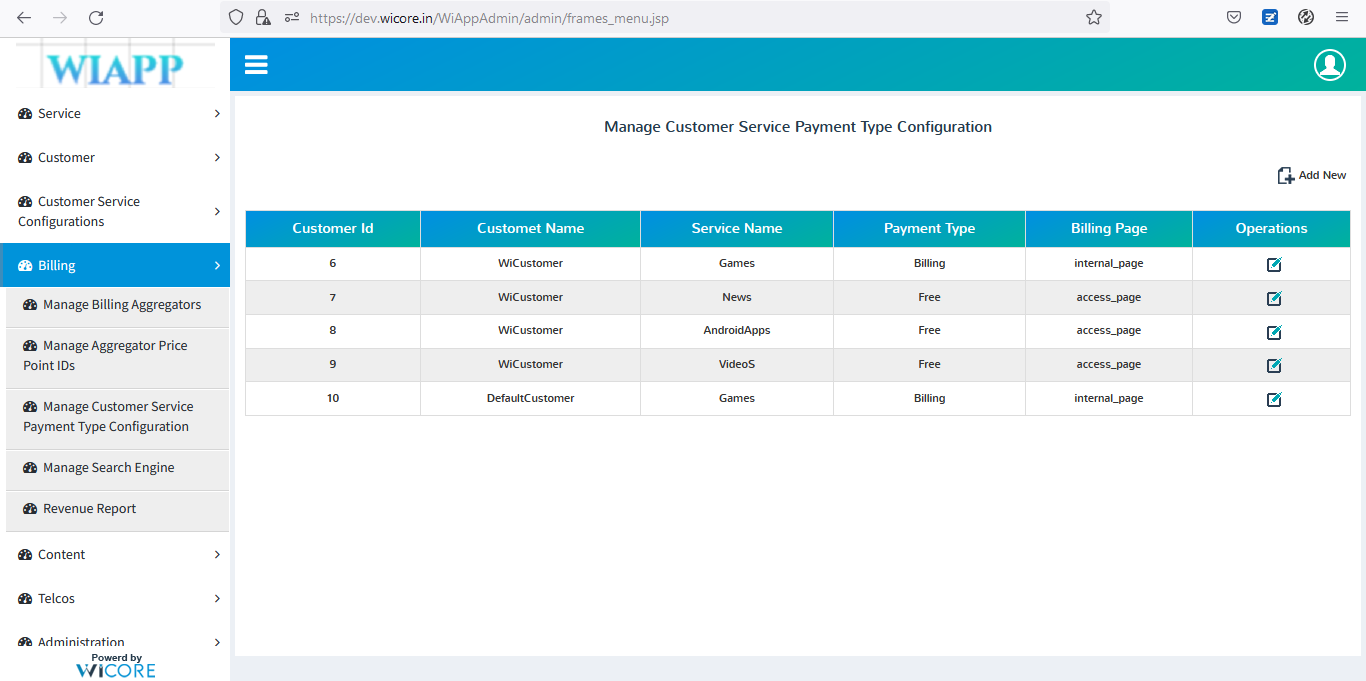 https://dev.wicore.in/WiAppAdmin/admin/frames_menu.jsp
WIAPP
Service
Customer
Customer Service
Configurations
Billing
Manage Billing Aggregators
Manage Aggregator Price
Point IDs
Manage Customer Service
Payment Type Configuration
Manage Search Engine
Revenue Report
Content
Telcos
Administration
Powerd by
WiCORE
Manage Customer Service Payment Type Configuration
Add New
Customer Id Customet Name Service Name Payment Type Billing Page Operations
6 WiCustomer Games Billing internal_page
7 WiCustomer News Free access_page
8 WiCustomer AndroidApps Free access_page
9 WiCustomer VideoS Free access_page
10 DefaultCustomer Games Billing internal_page